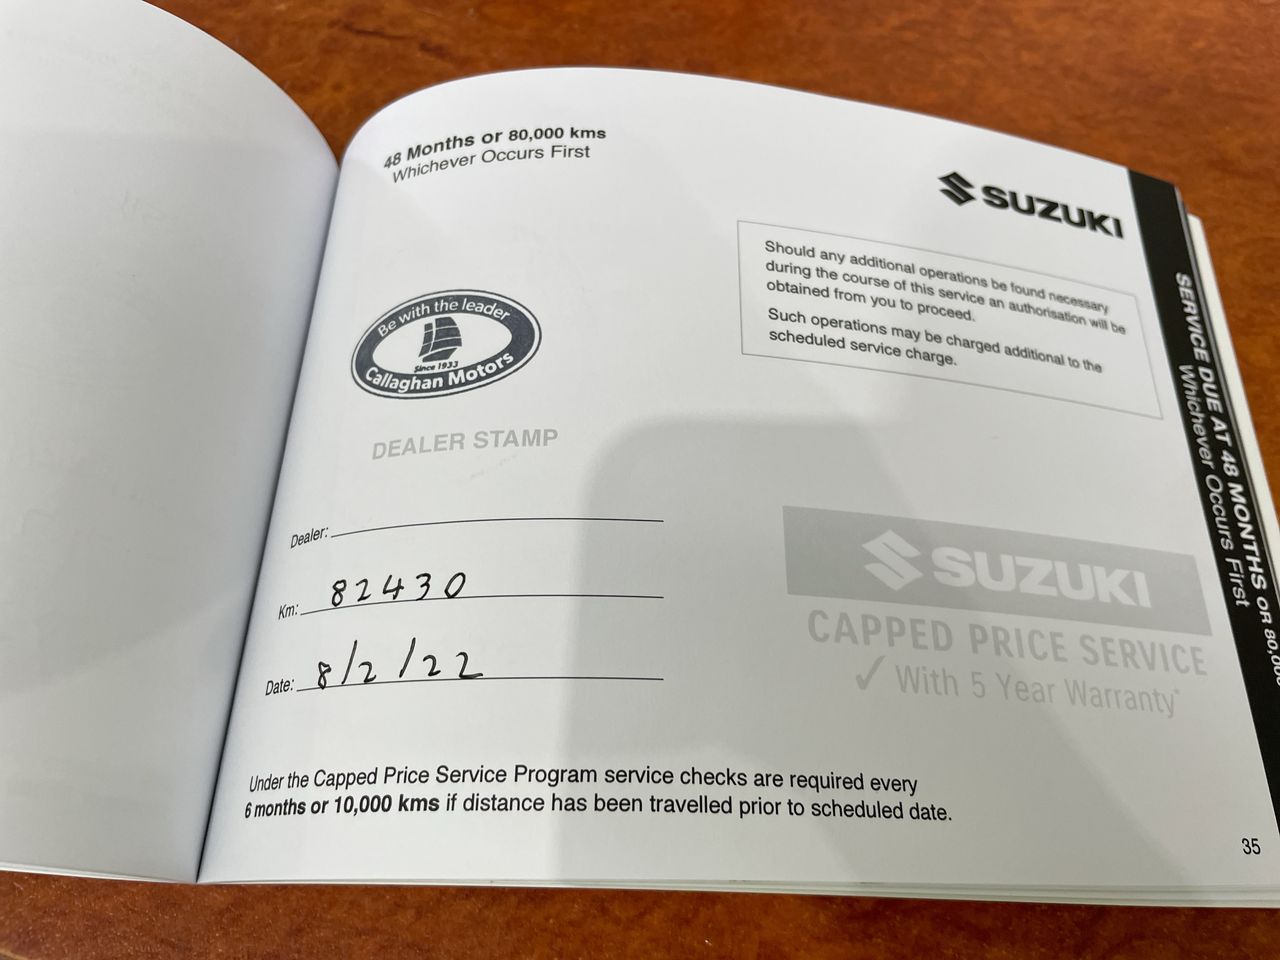 48 Months or 80,000 kms
Whichever Occurs First
SUZUKI
Should any additional operations be found necessary
during the course of this service an authorisation will be
obtained from you to proceed.
Such operations may be charged additional to the
scheduled service charge.
Be with the leader
Since 1933
Callaghan Motors
DEALER STAMP
Dealer:
Km: 82430
Date: 8/2/22
SUZUKI
CAPPED PRICE SERVICE
✓ With 5 Year Warranty*
Under the Capped Price Service Program service checks are required every
6 months or 10,000 kms if distance has been travelled prior to scheduled date.
35
SERVICE DUE AT 48 MONTHS OR 80,000
Whichever Occurs First